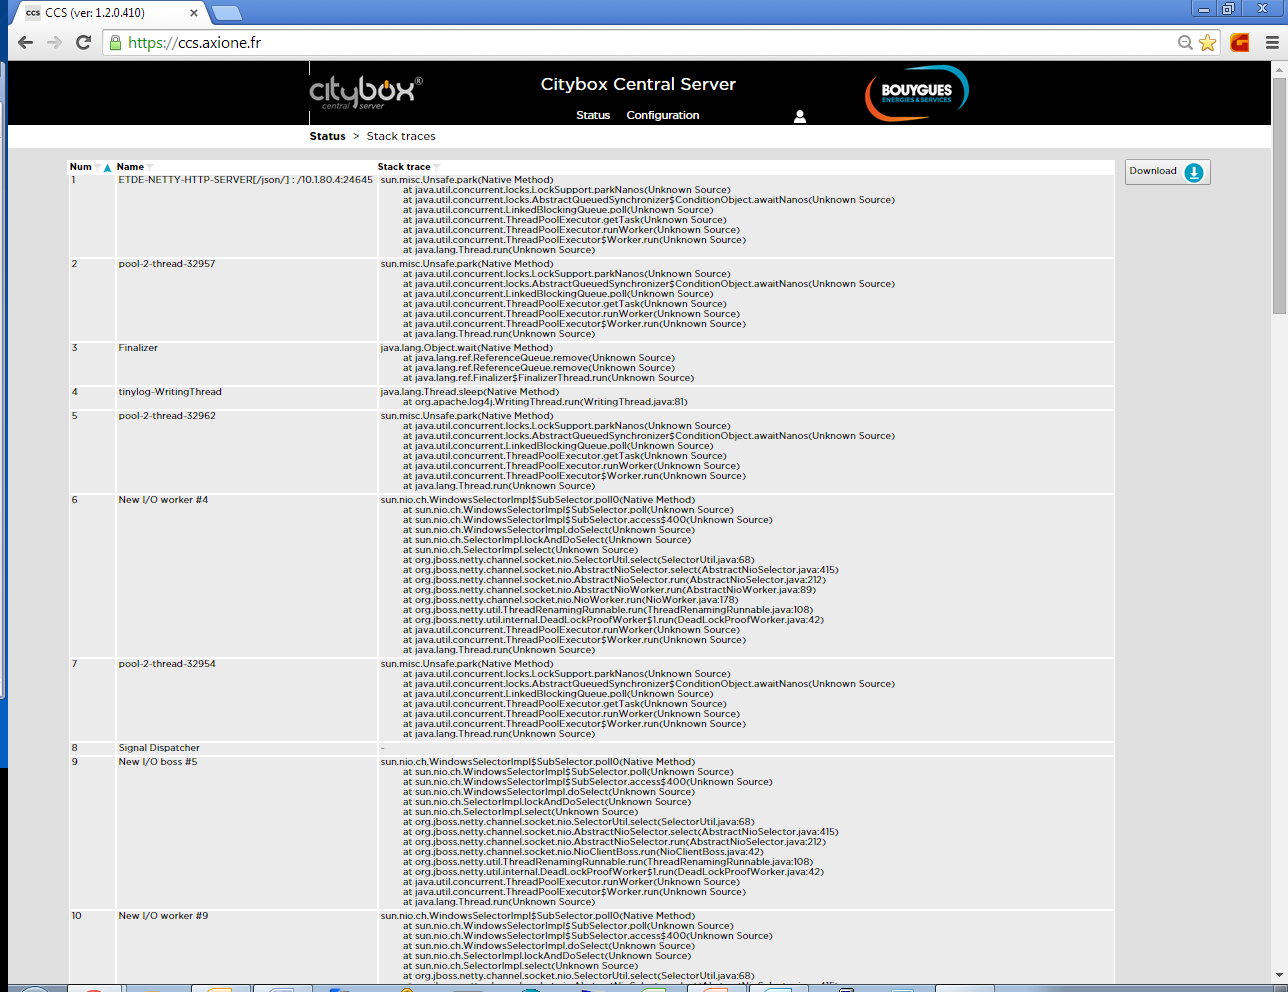 ccs CCS (ver: 1.2.0.410)
https://ccs.axione.fr
citybox®
central server
Citybox Central Server
BOUYGUES
ENERGIES & SERVICES
Status Configuration
Status > Stack traces
Num Name Stack trace
Download
1 ETDE-NETTY-HTTP-SERVER[/json/] : /10.1.80.4:24645 sun.misc.Unsafe.park(Native Method)
at java.util.concurrent.locks.LockSupport.parkNanos(Unknown Source)
at java.util.concurrent.locks.AbstractQueuedSynchronizer$ConditionObject.awaitNanos(Unknown Source)
at java.util.concurrent.LinkedBlockingQueue.poll(Unknown Source)
at java.util.concurrent.ThreadPoolExecutor.getTask(Unknown Source)
at java.util.concurrent.ThreadPoolExecutor.runWorker(Unknown Source)
at java.util.concurrent.ThreadPoolExecutor$Worker.run(Unknown Source)
at java.lang.Thread.run(Unknown Source)
2 pool-2-thread-32957 sun.misc.Unsafe.park(Native Method)
at java.util.concurrent.locks.LockSupport.parkNanos(Unknown Source)
at java.util.concurrent.locks.AbstractQueuedSynchronizer$ConditionObject.awaitNanos(Unknown Source)
at java.util.concurrent.LinkedBlockingQueue.poll(Unknown Source)
at java.util.concurrent.ThreadPoolExecutor.getTask(Unknown Source)
at java.util.concurrent.ThreadPoolExecutor.runWorker(Unknown Source)
at java.util.concurrent.ThreadPoolExecutor$Worker.run(Unknown Source)
at java.lang.Thread.run(Unknown Source)
3 Finalizer java.lang.Object.wait(Native Method)
at java.lang.ref.ReferenceQueue.remove(Unknown Source)
at java.lang.ref.ReferenceQueue.remove(Unknown Source)
at java.lang.ref.Finalizer$FinalizerThread.run(Unknown Source)
4 tinylog-WritingThread java.lang.Thread.sleep(Native Method)
at org.apache.log4j.WritingThread.run(WritingThread.java:81)
5 pool-2-thread-32962 sun.misc.Unsafe.park(Native Method)
at java.util.concurrent.locks.LockSupport.parkNanos(Unknown Source)
at java.util.concurrent.locks.AbstractQueuedSynchronizer$ConditionObject.awaitNanos(Unknown Source)
at java.util.concurrent.LinkedBlockingQueue.poll(Unknown Source)
at java.util.concurrent.ThreadPoolExecutor.getTask(Unknown Source)
at java.util.concurrent.ThreadPoolExecutor.runWorker(Unknown Source)
at java.util.concurrent.ThreadPoolExecutor$Worker.run(Unknown Source)
at java.lang.Thread.run(Unknown Source)
6 New I/O worker #4 sun.nio.ch.WindowsSelectorImpl$SubSelector.poll0(Native Method)
at sun.nio.ch.WindowsSelectorImpl$SubSelector.poll(Unknown Source)
at sun.nio.ch.WindowsSelectorImpl$SubSelector.access$400(Unknown Source)
at sun.nio.ch.WindowsSelectorImpl.doSelect(Unknown Source)
at sun.nio.ch.SelectorImpl.lockAndDoSelect(Unknown Source)
at sun.nio.ch.SelectorImpl.select(Unknown Source)
at org.jboss.netty.channel.socket.nio.SelectorUtil.select(SelectorUtil.java:68)
at org.jboss.netty.channel.socket.nio.AbstractNioSelector.select(AbstractNioSelector.java:415)
at org.jboss.netty.channel.socket.nio.AbstractNioSelector.run(AbstractNioSelector.java:212)
at org.jboss.netty.channel.socket.nio.AbstractNioWorker.run(AbstractNioWorker.java:89)
at org.jboss.netty.channel.socket.nio.NioWorker.run(NioWorker.java:178)
at org.jboss.netty.util.ThreadRenamingRunnable.run(ThreadRenamingRunnable.java:108)
at org.jboss.netty.util.internal.DeadLockProofWorker$1.run(DeadLockProofWorker.java:42)
at java.util.concurrent.ThreadPoolExecutor.runWorker(Unknown Source)
at java.util.concurrent.ThreadPoolExecutor$Worker.run(Unknown Source)
at java.lang.Thread.run(Unknown Source)
7 pool-2-thread-32954 sun.misc.Unsafe.park(Native Method)
at java.util.concurrent.locks.LockSupport.parkNanos(Unknown Source)
at java.util.concurrent.locks.AbstractQueuedSynchronizer$ConditionObject.awaitNanos(Unknown Source)
at java.util.concurrent.LinkedBlockingQueue.poll(Unknown Source)
at java.util.concurrent.ThreadPoolExecutor.getTask(Unknown Source)
at java.util.concurrent.ThreadPoolExecutor.runWorker(Unknown Source)
at java.util.concurrent.ThreadPoolExecutor$Worker.run(Unknown Source)
at java.lang.Thread.run(Unknown Source)
8 Signal Dispatcher -
9 New I/O boss #5 sun.nio.ch.WindowsSelectorImpl$SubSelector.poll0(Native Method)
at sun.nio.ch.WindowsSelectorImpl$SubSelector.poll(Unknown Source)
at sun.nio.ch.WindowsSelectorImpl$SubSelector.access$400(Unknown Source)
at sun.nio.ch.WindowsSelectorImpl.doSelect(Unknown Source)
at sun.nio.ch.SelectorImpl.lockAndDoSelect(Unknown Source)
at sun.nio.ch.SelectorImpl.select(Unknown Source)
at org.jboss.netty.channel.socket.nio.SelectorUtil.select(SelectorUtil.java:68)
at org.jboss.netty.channel.socket.nio.AbstractNioSelector.select(AbstractNioSelector.java:415)
at org.jboss.netty.channel.socket.nio.AbstractNioSelector.run(AbstractNioSelector.java:212)
at org.jboss.netty.channel.socket.nio.NioClientBoss.run(NioClientBoss.java:42)
at org.jboss.netty.util.ThreadRenamingRunnable.run(ThreadRenamingRunnable.java:108)
at org.jboss.netty.util.internal.DeadLockProofWorker$1.run(DeadLockProofWorker.java:42)
at java.util.concurrent.ThreadPoolExecutor.runWorker(Unknown Source)
at java.util.concurrent.ThreadPoolExecutor$Worker.run(Unknown Source)
at java.lang.Thread.run(Unknown Source)
10 New I/O worker #9 sun.nio.ch.WindowsSelectorImpl$SubSelector.poll0(Native Method)
at sun.nio.ch.WindowsSelectorImpl$SubSelector.poll(Unknown Source)
at sun.nio.ch.WindowsSelectorImpl$SubSelector.access$400(Unknown Source)
at sun.nio.ch.WindowsSelectorImpl.doSelect(Unknown Source)
at sun.nio.ch.SelectorImpl.lockAndDoSelect(Unknown Source)
at sun.nio.ch.SelectorImpl.select(Unknown Source)
at org.jboss.netty.channel.socket.nio.SelectorUtil.select(SelectorUtil.java:68)